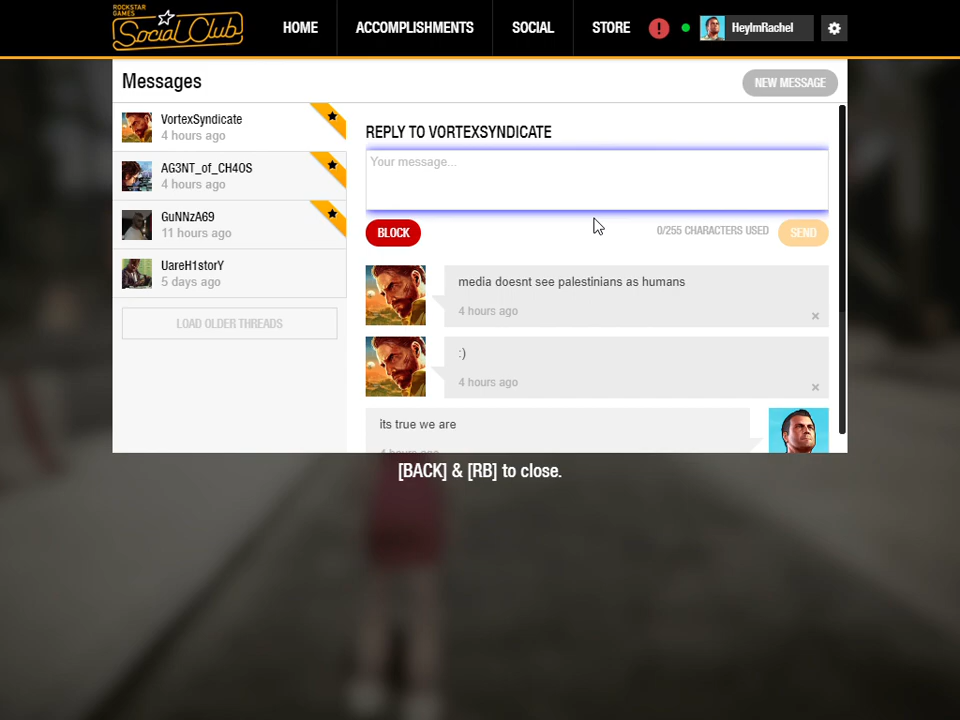 ROCKSTAR
GAMES
Social Club
HOME
ACCOMPLISHMENTS
SOCIAL
STORE
!
HeyImRachel
Messages
NEW MESSAGE
VortexSyndicate
4 hours ago
AG3NT_of_CH4OS
4 hours ago
GuNNzA69
11 hours ago
UareH1storY
5 days ago
LOAD OLDER THREADS
REPLY TO VORTEXSYNDICATE
Your message...
BLOCK
0/255 CHARACTERS USED
SEND
media doesnt see palestinians as humans
4 hours ago
:)
4 hours ago
its true we are
4 hours ago
[BACK] & [RB] to close.